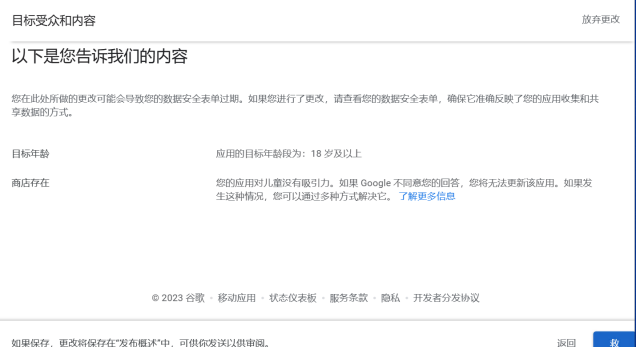 目标受众和内容
放弃更改
以下是您告诉我们的内容
您在此处所做的更改可能会导致您的数据安全表单过期。如果您进行了更改，请查看您的数据安全表单，确保它准确反映了您的应用收集和共
享数据的方式。
目标年龄
应用的目标年龄段为：18 岁及以上
商店存在
您的应用对儿童没有吸引力。如果 Google 不同意您的回答，您将无法更新该应用。如果发
生这种情况，您可以通过多种方式解决它。 了解更多信息
© 2023 谷歌 · 移动应用 · 状态仪表板 · 服务条款 · 隐私 · 开发者分发协议
如果保存，更改将保存在“发布概述”中，可供你发送以供审阅。
返回
救